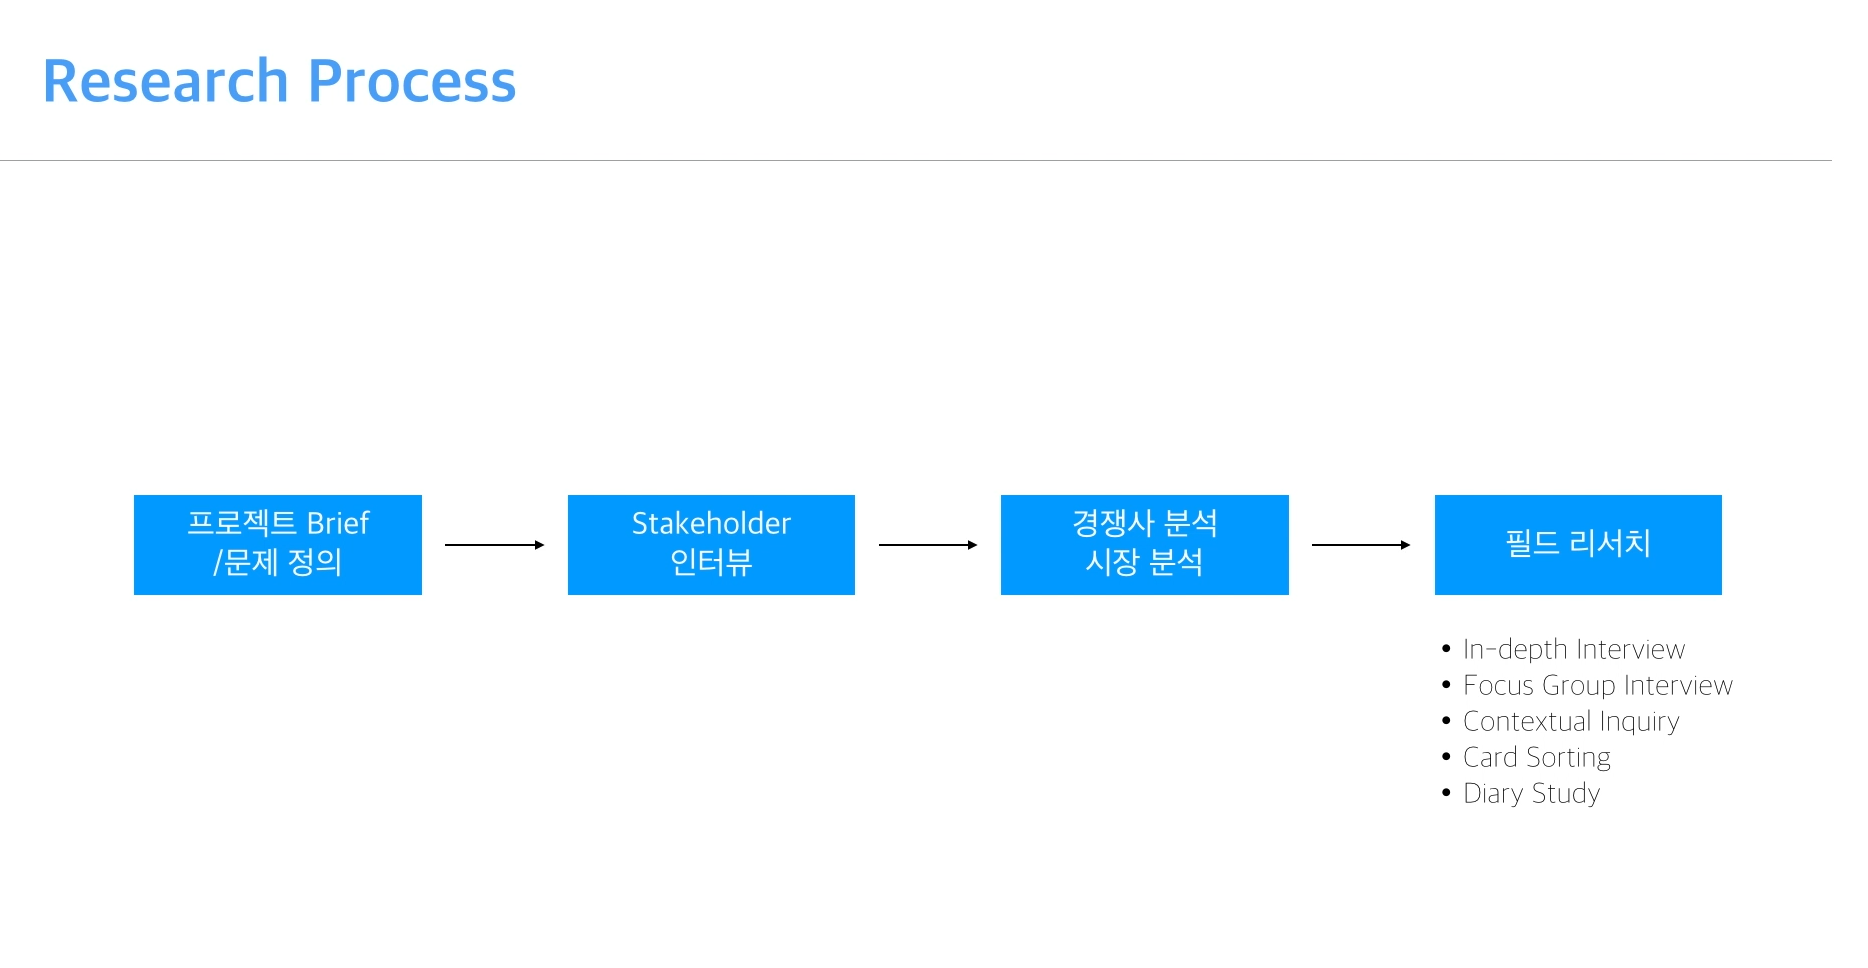 Research Process
프로젝트 Brief
/문제 정의
Stakeholder
인터뷰
경쟁사 분석
시장 분석
필드 리서치
• In-depth Interview
• Focus Group Interview
• Contextual Inquiry
• Card Sorting
• Diary Study